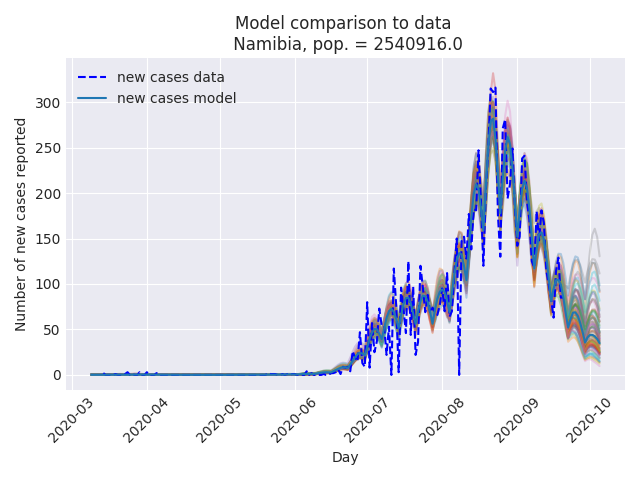 Model comparison to data
Namibia, pop. = 2540916.0
new cases data
new cases model
Number of new cases reported
300
250
200
150
100
50
0
2020-03
2020-04
2020-05
2020-06
2020-07
2020-08
2020-09
2020-10
Day